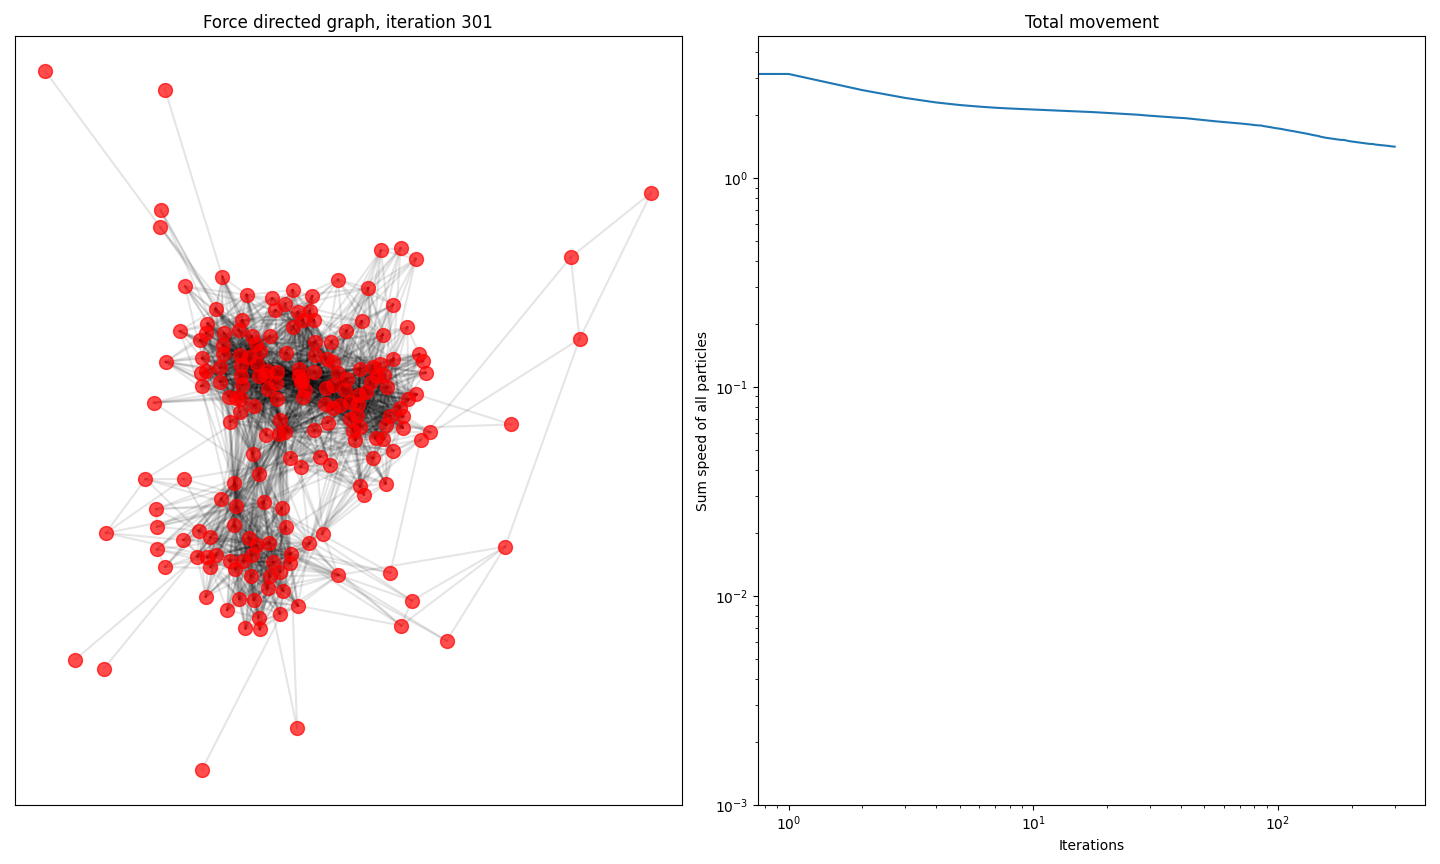 Force directed graph, iteration 301
Total movement
Sum speed of all particles
10⁰
10⁻¹
10⁻²
10⁻³
10⁰ 10¹ 10²
Iterations